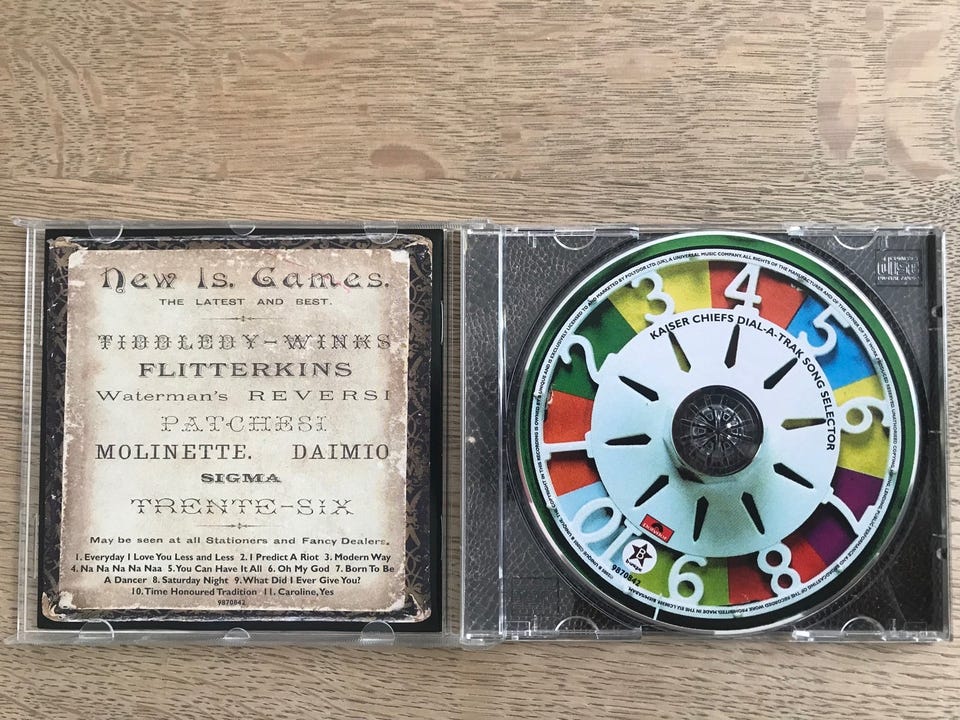 New 1s. Games.
THE LATEST AND BEST.
TIDDLEDY-WINKS
FLITTERKINS
Waterman's REVERSI
PATCHESI
MOLINETTE. DAIMIO
SIGMA
TRENTE-SIX
May be seen at all Stationers and Fancy Dealers.
1. Everyday I Love You Less and Less 2. I Predict A Riot 3. Modern Way
4. Na Na Na Na Naa 5. You Can Have It All 6. Oh My God 7. Born To Be
A Dancer 8. Saturday Night 9. What Did I Ever Give You?
10. Time Honoured Tradition 11. Caroline, Yes
9870842
KAISER CHIEFS DIAL-A-TRAK SONG SELECTOR
1
2
3
4
5
6
8
9
10
9870842